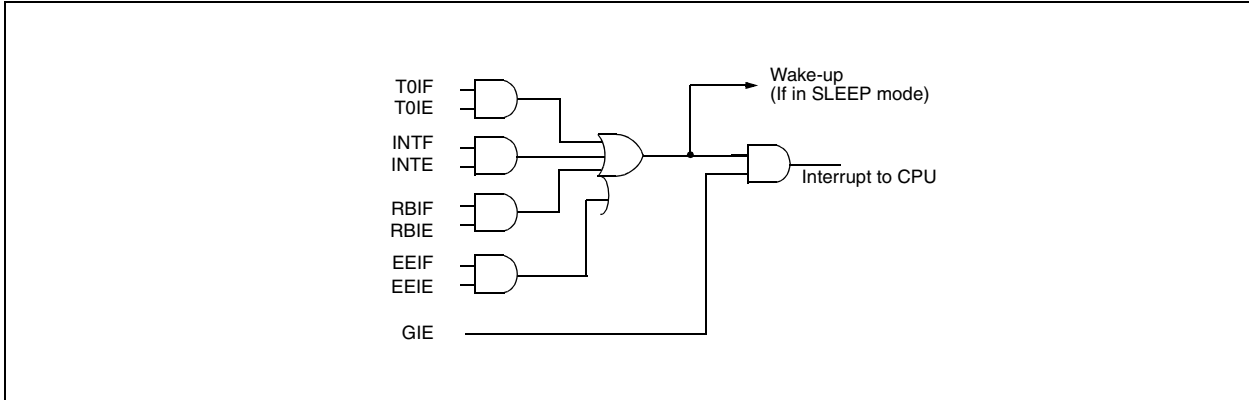 T0IF
T0IE
INTF
INTE
RBIF
RBIE
EEIF
EEIE
GIE
Wake-up
(If in SLEEP mode)
Interrupt to CPU